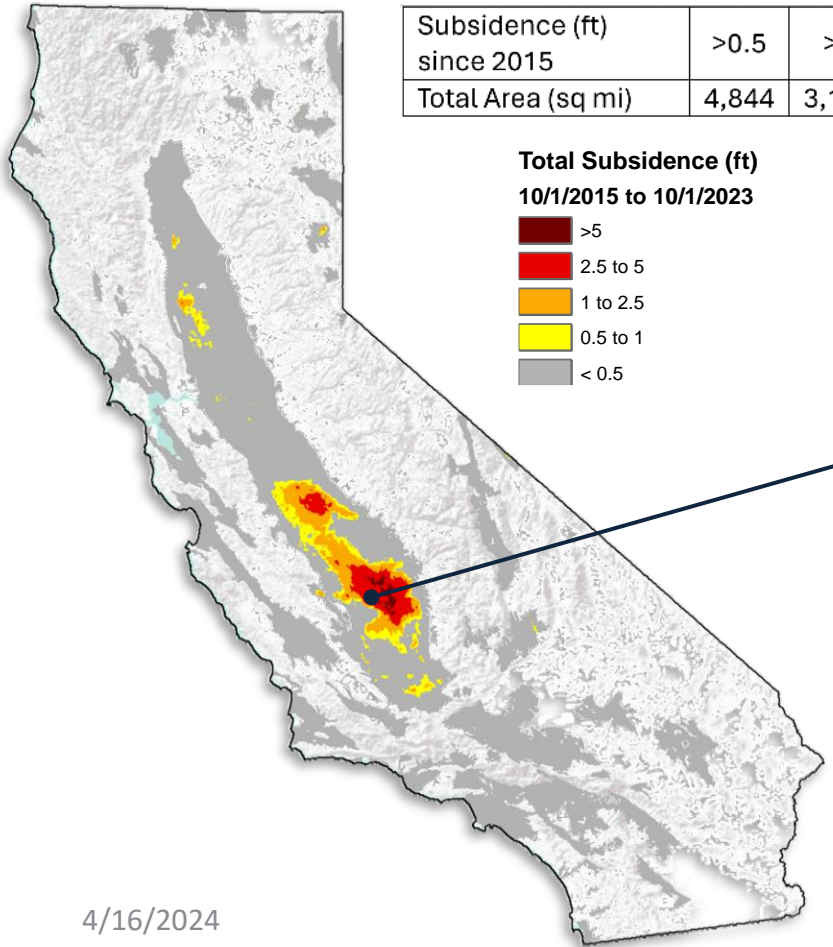 Subsidence (ft)
since 2015
>0.5
>
Total Area (sq mi)
4,844
3,1
Total Subsidence (ft)
10/1/2015 to 10/1/2023
>5
2.5 to 5
1 to 2.5
0.5 to 1
< 0.5
4/16/2024